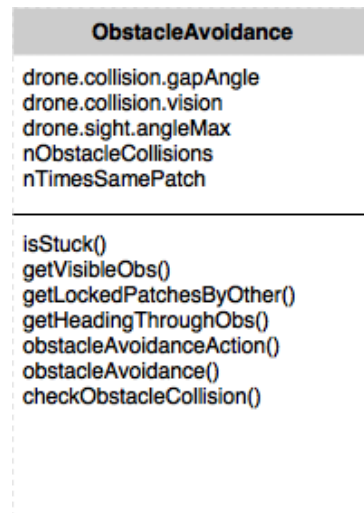 ObstacleAvoidance
drone.collision.gapAngle
drone.collision.vision
drone.sight.angleMax
nObstacleCollisions
nTimesSamePatch
isStuck()
getVisibleObs()
getLockedPatchesByOther()
getHeadingThroughObs()
obstacleAvoidanceAction()
obstacleAvoidance()
checkObstacleCollision()